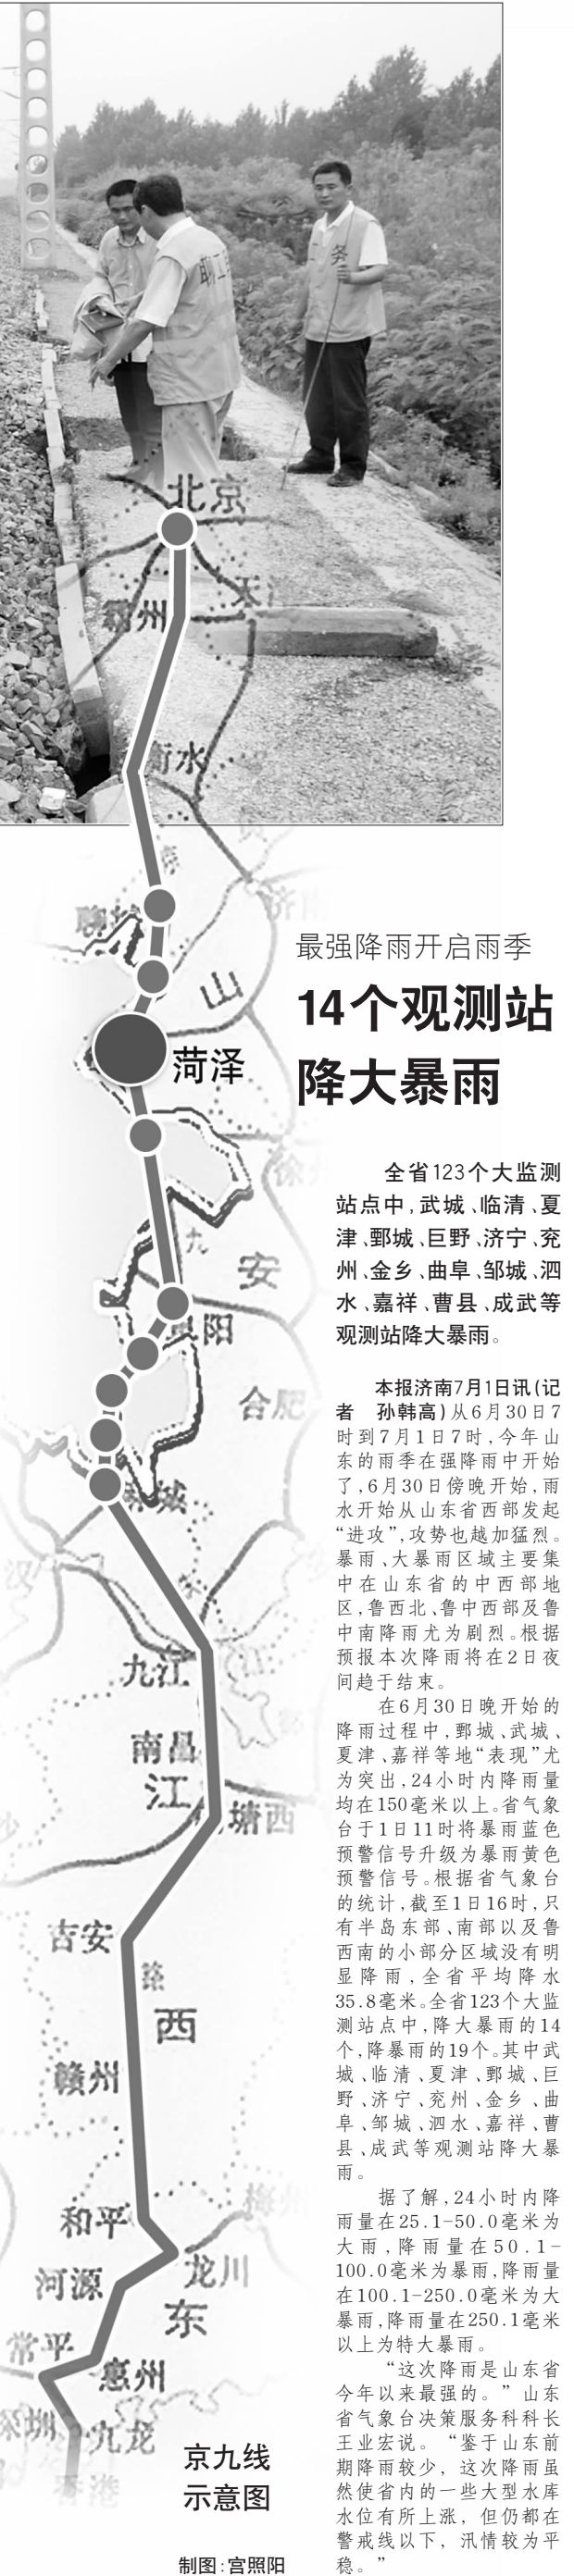 职工
务
北京
霸州
衡水
聊城
济南
山
菏泽
徐州
九
安
阜阳
合肥
麻城
汉
九江
南昌
江
塘西
吉安
路
西
赣州
和平
梅州
龙川
河源
东
常平
惠州
深圳
九龙
香港
京九线
示意图
制图:宫照阳
最强降雨开启雨季
14个观测站
降大暴雨
全省123个大监测
站点中,武城、临清、夏
津、鄄城、巨野、济宁、兖
州、金乡、曲阜、邹城、泗
水、嘉祥、曹县、成武等
观测站降大暴雨。
本报济南7月1日讯(记
者 孙韩高)从6月30日7
时到7月1日7时,今年山
东的雨季在强降雨中开始
了,6月30日傍晚开始,雨
水开始从山东省西部发起
“进攻”,攻势也越加猛烈。
暴雨、大暴雨区域主要集
中在山东省的中西部地
区,鲁西北、鲁中西部及鲁
中南降雨尤为剧烈。根据
预报本次降雨将在2日夜
间趋于结束。
在6月30日晚开始的
降雨过程中,鄄城、武城、
夏津、嘉祥等地“表现”尤
为突出,24小时内降雨量
均在150毫米以上。省气象
台于1日11时将暴雨蓝色
预警信号升级为暴雨黄色
预警信号。根据省气象台
的统计,截至1日16时,只
有半岛东部、南部以及鲁
西南的小部分区域没有明
显降雨,全省平均降水
35.8毫米。全省123个大监
测站点中,降大暴雨的14
个,降暴雨的19个。其中武
城、临清、夏津、鄄城、巨
野、济宁、兖州、金乡、曲
阜、邹城、泗水、嘉祥、曹
县、成武等观测站降大暴
雨。
据了解,24小时内降
雨量在25.1-50.0毫米为
大雨,降雨量在50.1-
100.0毫米为暴雨,降雨量
在100.1-250.0毫米为大
暴雨,降雨量在250.1毫米
以上为特大暴雨。
“这次降雨是山东省
今年以来最强的。”山东
省气象台决策服务科科长
王业宏说。“鉴于山东前
期降雨较少,这次降雨虽
然使省内的一些大型水库
水位有所上涨,但仍都在
警戒线以下,汛情较为平
稳。”